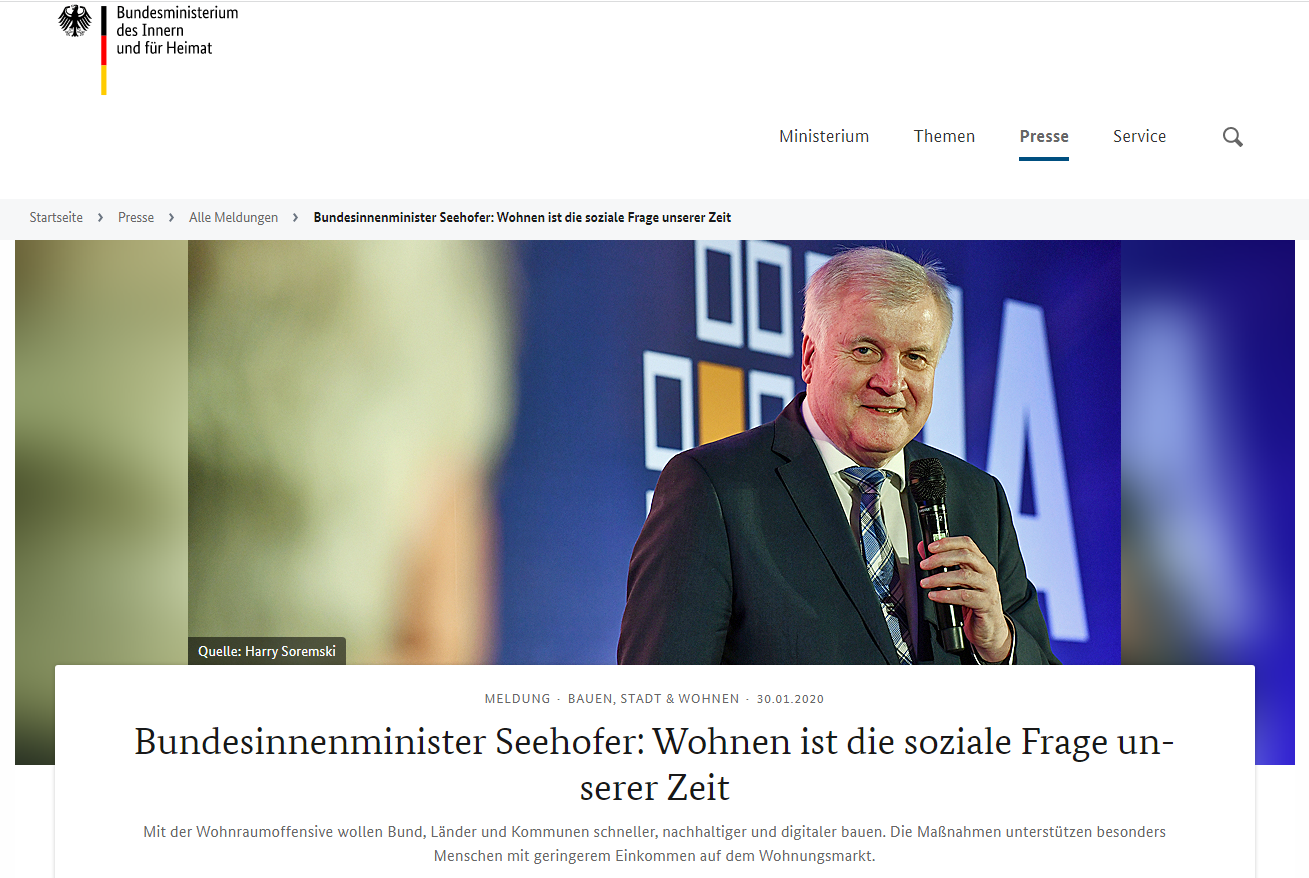 Bundesministerium
des Innern
und für Heimat
Ministerium Themen Presse Service
Startseite > Presse > Alle Meldungen > Bundesinnenminister Seehofer: Wohnen ist die soziale Frage unserer Zeit
IA
Quelle: Harry Soremski
MELDUNG · BAUEN, STADT & WOHNEN · 30.01.2020
Bundesinnenminister Seehofer: Wohnen ist die soziale Frage un-
serer Zeit
Mit der Wohnraumoffensive wollen Bund, Länder und Kommunen schneller, nachhaltiger und digitaler bauen. Die Maßnahmen unterstützen besonders
Menschen mit geringerem Einkommen auf dem Wohnungsmarkt.